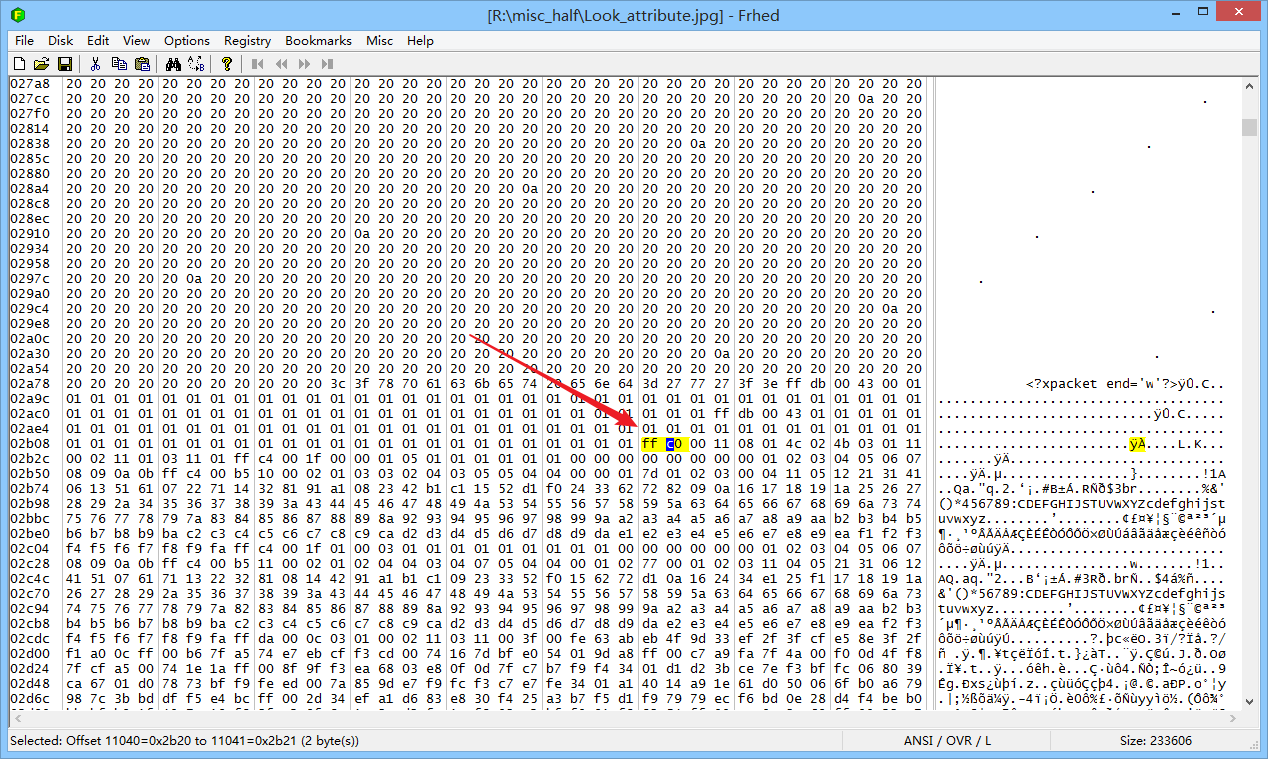 [R:\misc_half\Look_attribute.jpg] - Frhed
File Disk Edit View Options Registry Bookmarks Misc Help
027a8 20 20 20 20 20 20 20 20 20 20 20 20 20 20 20 20 20 20 20 20 20 20 20 20 20 20 20 20 20 20 20 20 20 20 20 20
027cc 20 20 20 20 20 20 20 20 20 20 20 20 20 20 20 20 20 20 20 20 20 20 20 20 20 20 20 20 20 20 20 20 20 0a 20 20 .
027f0 20 20 20 20 20 20 20 20 20 20 20 20 20 20 20 20 20 20 20 20 20 20 20 20 20 20 20 20 20 20 20 20 20 20 20 20
02814 20 20 20 20 20 20 20 20 20 20 20 20 20 20 20 20 20 20 20 20 20 20 20 20 20 20 20 20 20 20 20 20 20 20 20 20
02838 20 20 20 20 20 20 20 20 20 20 20 20 20 20 20 20 20 20 20 20 20 20 20 20 20 20 0a 20 20 20 20 20 20 20 20 20 .
0285c 20 20 20 20 20 20 20 20 20 20 20 20 20 20 20 20 20 20 20 20 20 20 20 20 20 20 20 20 20 20 20 20 20 20 20 20
02880 20 20 20 20 20 20 20 20 20 20 20 20 20 20 20 20 20 20 20 20 20 20 20 20 20 20 20 20 20 20 20 20 20 20 20 20
028a4 20 20 20 20 20 20 20 20 20 20 20 20 20 20 20 20 20 20 20 0a 20 20 20 20 20 20 20 20 20 20 20 20 20 20 20 20 .
028c8 20 20 20 20 20 20 20 20 20 20 20 20 20 20 20 20 20 20 20 20 20 20 20 20 20 20 20 20 20 20 20 20 20 20 20 20
028ec 20 20 20 20 20 20 20 20 20 20 20 20 20 20 20 20 20 20 20 20 20 20 20 20 20 20 20 20 20 20 20 20 20 20 20 20
02910 20 20 20 20 20 20 20 20 20 20 20 20 0a 20 20 20 20 20 20 20 20 20 20 20 20 20 20 20 20 20 20 20 20 20 20 20 .
02934 20 20 20 20 20 20 20 20 20 20 20 20 20 20 20 20 20 20 20 20 20 20 20 20 20 20 20 20 20 20 20 20 20 20 20 20
02958 20 20 20 20 20 20 20 20 20 20 20 20 20 20 20 20 20 20 20 20 20 20 20 20 20 20 20 20 20 20 20 20 20 20 20 20
0297c 20 20 20 20 20 0a 20 20 20 20 20 20 20 20 20 20 20 20 20 20 20 20 20 20 20 20 20 20 20 20 20 20 20 20 20 20 .
029a0 20 20 20 20 20 20 20 20 20 20 20 20 20 20 20 20 20 20 20 20 20 20 20 20 20 20 20 20 20 20 20 20 20 20 20 20
029c4 20 20 20 20 20 20 20 20 20 20 20 20 20 20 20 20 20 20 20 20 20 20 20 20 20 20 20 20 20 20 20 20 20 20 0a 20 .
029e8 20 20 20 20 20 20 20 20 20 20 20 20 20 20 20 20 20 20 20 20 20 20 20 20 20 20 20 20 20 20 20 20 20 20 20 20
02a0c 20 20 20 20 20 20 20 20 20 20 20 20 20 20 20 20 20 20 20 20 20 20 20 20 20 20 20 20 20 20 20 20 20 20 20 20
02a30 20 20 20 20 20 20 20 20 20 20 20 20 20 20 20 20 20 20 20 20 20 20 20 20 20 20 20 0a 20 20 20 20 20 20 20 20 .
02a54 20 20 20 20 20 20 20 20 20 20 20 20 20 20 20 20 20 20 20 20 20 20 20 20 20 20 20 20 20 20 20 20 20 20 20 20
02a78 20 20 20 20 20 20 20 20 20 20 20 3c 3f 78 70 61 63 6b 65 74 20 65 6e 64 3d 27 77 27 3f 3e ff db 00 43 00 01 <?xpacket end='w'?>ÿÛ.C..
02a9c 01 01 01 01 01 01 01 01 01 01 01 01 01 01 01 01 01 01 01 01 01 01 01 01 01 01 01 01 01 01 01 01 01 01 01 01 ....................................
02ac0 01 01 01 01 01 01 01 01 01 01 01 01 01 01 01 01 01 01 01 01 01 01 01 01 01 01 01 ff db 00 43 01 01 01 01 01 ...........................ÿÛ.C.....
02ae4 01 01 01 01 01 01 01 01 01 01 01 01 01 01 01 01 01 01 01 01 01 01 01 01 01 01 01 01 01 01 01 01 01 01 01 01 ....................................
02b08 01 01 01 01 01 01 01 01 01 01 01 01 01 01 01 01 01 01 01 01 01 01 01 01 ff c0 00 11 08 01 4c 02 4b 03 01 11 ........................ÿÀ....L.K...
02b2c 00 02 11 01 03 11 01 ff c4 00 1f 00 00 01 05 01 01 01 01 01 01 00 00 00 00 00 00 00 00 01 02 03 04 05 06 07
02b50 08 09 0a 0b ff c4 00 b5 10 00 02 01 03 03 02 04 03 05 05 04 04 00 00 01 7d 01 02 03 00 04 11 05 12 21 31 41
02b74 06 13 51 61 07 22 71 14 32 81 91 a1 08 23 42 b1 c1 15 52 d1 f0 24 33 62 72 82 09 0a 16 17 18 19 1a 25 26 27
02b98 28 29 2a 34 35 36 37 38 39 3a 43 44 45 46 47 48 49 4a 53 54 55 56 57 58 59 5a 63 64 65 66 67 68 69 6a 73 74 ()*456789:CDEFGHIJSTUVWXYZcdefghijst
02bbc 75 76 77 78 79 7a 83 84 85 86 87 88 89 8a 92 93 94 95 96 97 98 99 9a a2 a3 a4 a5 a6 a7 a8 a9 aa b2 b3 b4 b5
02be0 b6 b7 b8 b9 ba c2 c3 c4 c5 c6 c7 c8 c9 ca d2 d3 d4 d5 d6 d7 d8 d9 da e1 e2 e3 e4 e5 e6 e7 e8 e9 ea f1 f2 f3
02c04 f4 f5 f6 f7 f8 f9 fa ff c4 00 1f 01 00 03 01 01 01 01 01 01 01 01 01 00 00 00 00 00 00 01 02 03 04 05 06 07
02c28 08 09 0a 0b ff c4 00 b5 11 00 02 01 02 04 04 03 04 07 05 04 04 00 01 02 77 00 01 02 03 11 04 05 21 31 06 12
02c4c 41 51 07 61 71 13 22 32 81 08 14 42 91 a1 b1 c1 09 23 33 52 f0 15 62 72 d1 0a 16 24 34 e1 25 f1 17 18 19 1a
02c70 26 27 28 29 2a 35 36 37 38 39 3a 43 44 45 46 47 48 49 4a 53 54 55 56 57 58 59 5a 63 64 65 66 67 68 69 6a 73 &'()*56789:CDEFGHIJSTUVWXYZcdefghijs
02c94 74 75 76 77 78 79 7a 82 83 84 85 86 87 88 89 8a 92 93 94 95 96 97 98 99 9a a2 a3 a4 a5 a6 a7 a8 a9 aa b2 b3
02cb8 b4 b5 b6 b7 b8 b9 ba c2 c3 c4 c5 c6 c7 c8 c9 ca d2 d3 d4 d5 d6 d7 d8 d9 da e2 e3 e4 e5 e6 e7 e8 e9 ea f2 f3
02cdc f4 f5 f6 f7 f8 f9 fa ff da 00 0c 03 01 00 02 11 03 11 00 3f 00 fe 63 ab eb 4f 9d 33 ef 2f 3f cf e5 8e 3f 2f
02d00 f1 a0 0c ff 00 b6 7f a5 74 e7 eb cf f3 cd 00 74 16 7d bf e0 54 01 9d a8 ff 00 c7 a9 fa 7f 4a 00 f0 0d 4f f8
02d24 7f cf a5 00 74 1e 1a ff 00 8f 9f f3 ea 68 03 e8 0f 0d 7f c7 b7 f9 f4 34 01 d1 d2 3b ce 7e f3 bf fc 06 80 39
02d48 ca 67 01 d0 78 73 bf f9 fe ed 00 7a 85 9d e7 f9 fc f3 c7 e7 fe 34 01 a1 40 14 a9 1e 61 d0 50 06 6f b0 a6 79
02d6c 98 7c 3b bd df f5 e4 bc ff 00 2d 34 ef a1 d6 83 e8 30 f4 25 a3 b7 f5 d1 f9 79 79 ec f6 bd 0e 28 d4 f4 be b0
Selected: Offset 11040=0x2b20 to 11041=0x2b21 (2 byte(s)) ANSI / OVR / L Size: 233606